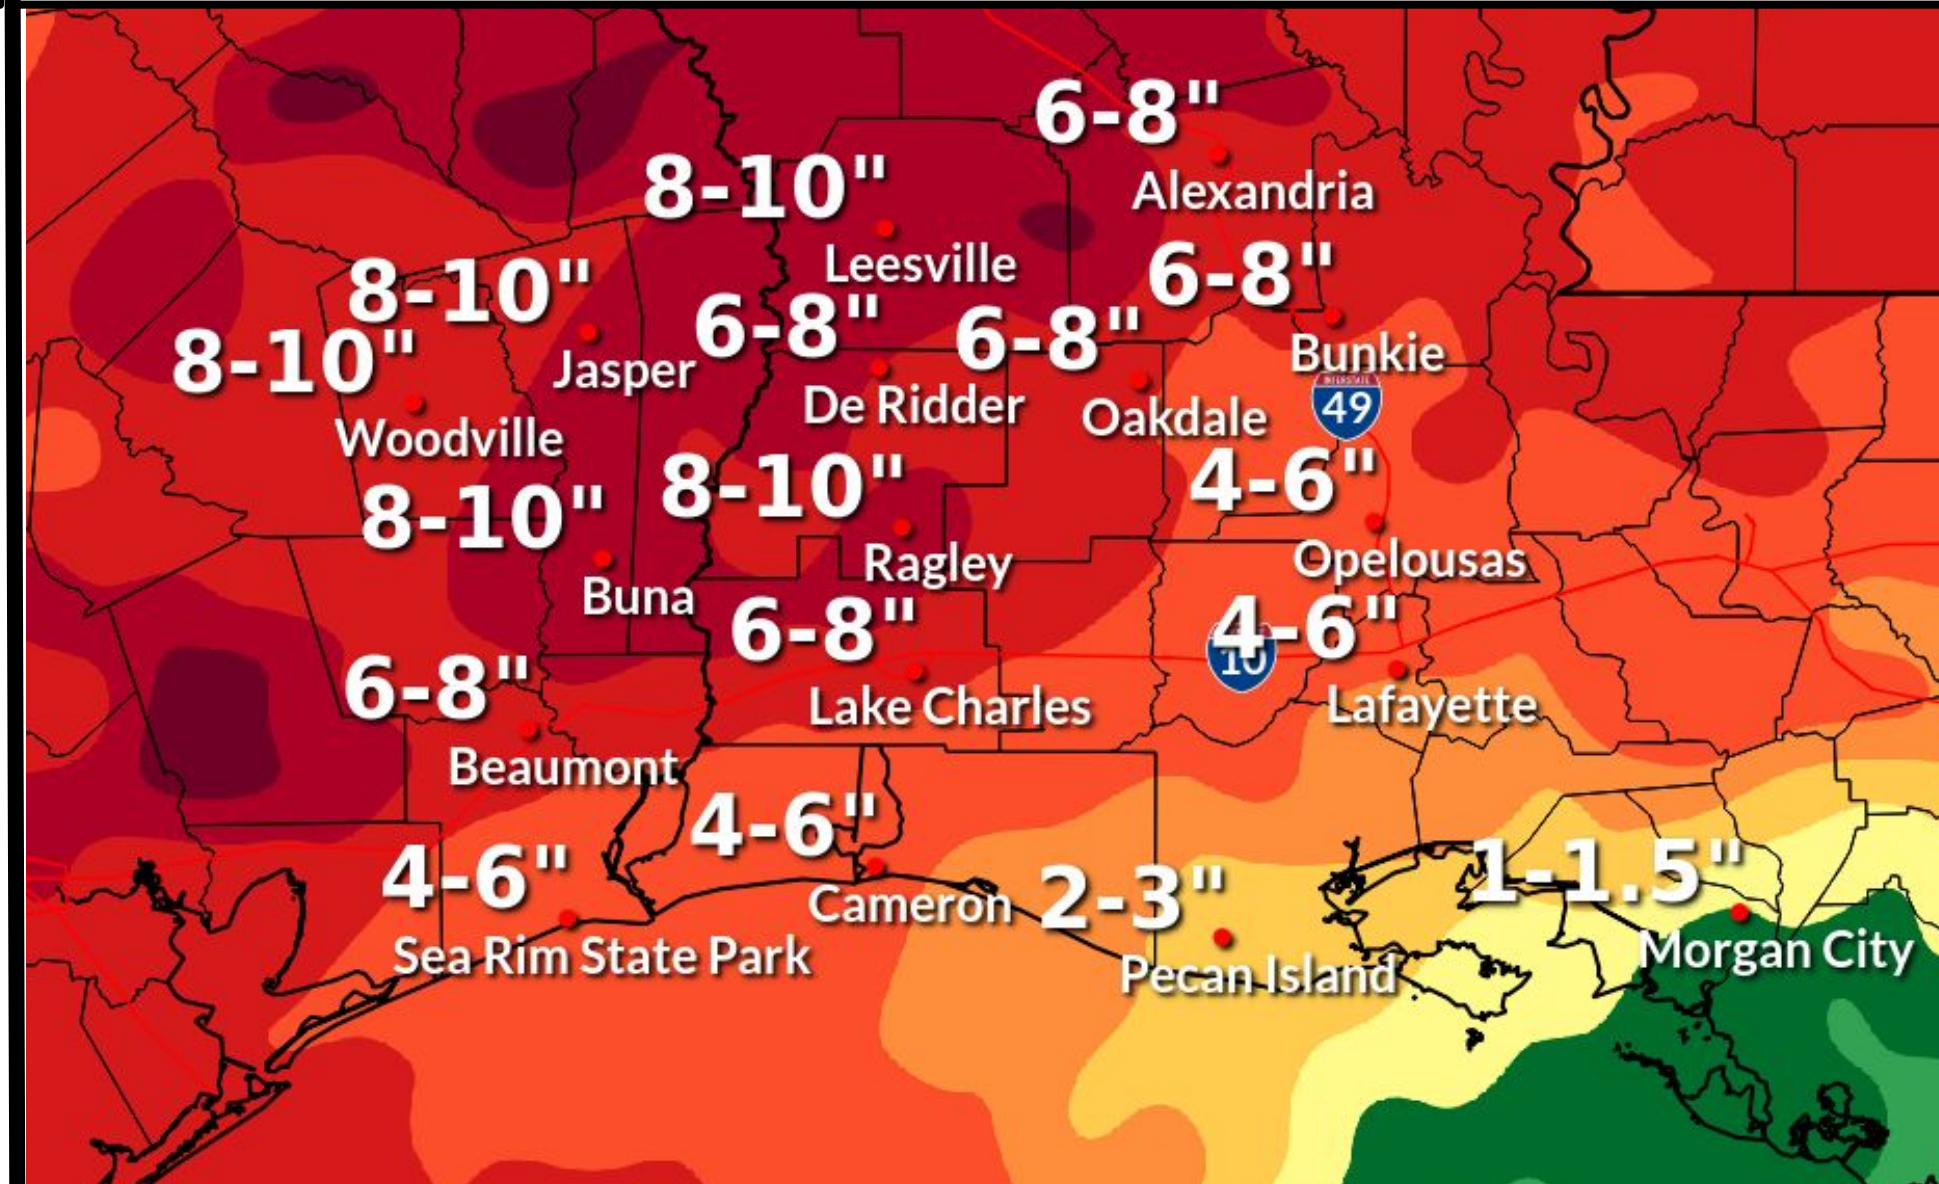 6-8"
Alexandria
8-10"
Leesville
6-8"
Bunkie
8-10"
Jasper
8-10"
Woodville
6-8"
De Ridder
6-8"
Oakdale
INTERSTATE
49
8-10"
Buna
8-10"
Ragley
4-6"
Opelousas
6-8"
Lake Charles
4-6"
10
Lafayette
6-8"
Beaumont
4-6"
Cameron
4-6"
Sea Rim State Park
2-3"
Pecan Island
1-1.5"
Morgan City